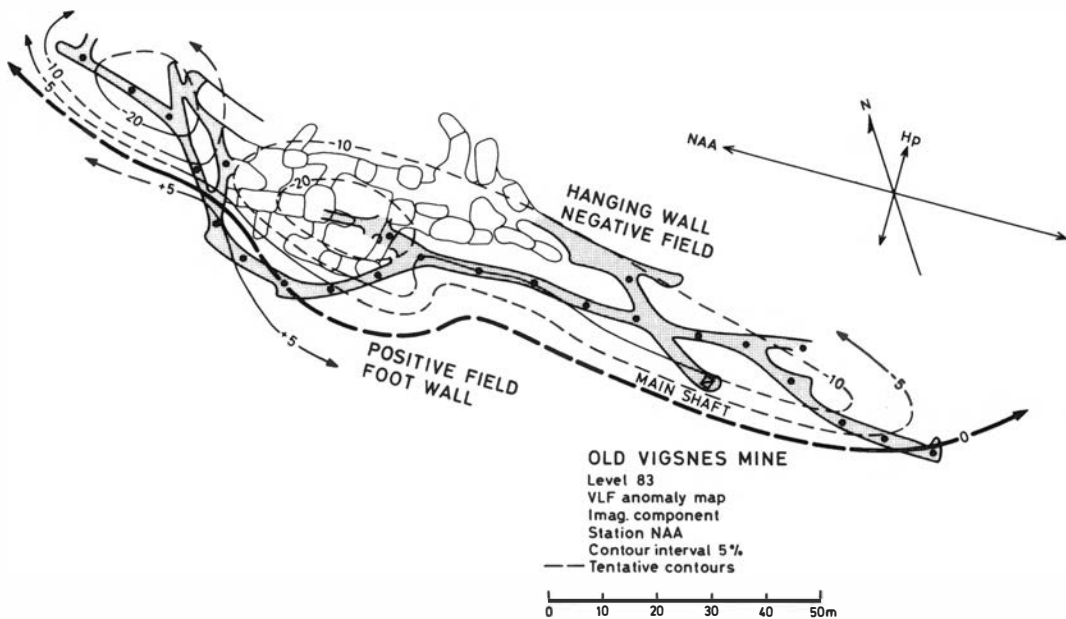 -10
-5
-20
+5
-20
-10
N
Hp
NAA
HANGING WALL
NEGATIVE FIELD
+5
POSITIVE FIELD
FOOT WALL
MAIN SHAFT
-10
-5
0
OLD VIGSNES MINE
Level 83
VLF anomaly map
Imag. component
Station NAA
Contour interval 5%
Tentative contours
0 10 20 30 40 50m